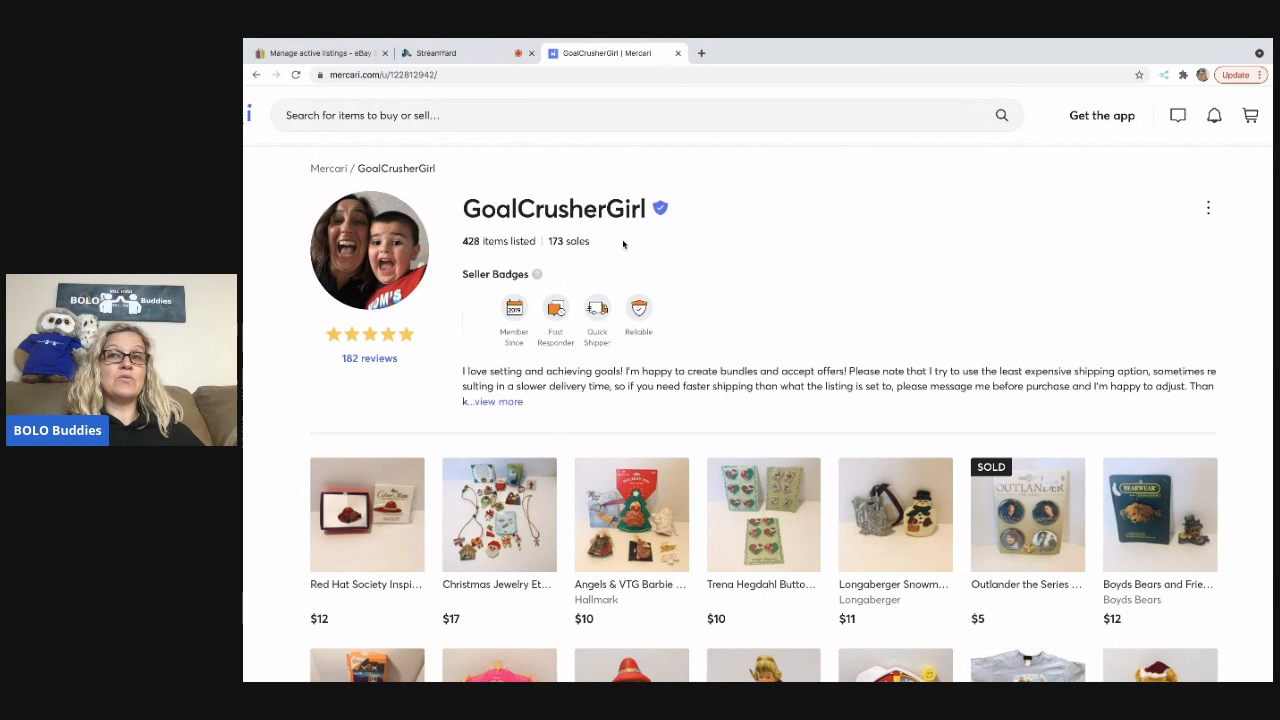 Manage active listings - eBay
StreamYard
GoalCrusherGirl | Mercari
mercari.com/u/122812942/
Update
i
Search for items to buy or sell...
Get the app
Mercari / GoalCrusherGirl
GoalCrusherGirl
428 items listed | 173 sales
Seller Badges ?
2019
Member Since
Fast Responder
Quick Shipper
Reliable
182 reviews
I love setting and achieving goals! I'm happy to create bundles and accept offers! Please note that I try to use the least expensive shipping option, sometimes re
sulting in a slower delivery time, so if you need faster shipping than what the listing is set to, please message me before purchase and I'm happy to adjust. Than
k...view more
SELL HIGH
BOLO Buddies
BOLO Buddies
MOM'S
SOLD
OUTLANDER
BEARWEAR
Red Hat Society Inspi...
$12
Christmas Jewelry Et...
$17
Angels & VTG Barbie ...
Hallmark
$10
Trena Hegdahl Butto...
$10
Longaberger Snowm...
Longaberger
$11
Outlander the Series ...
$5
Boyds Bears and Frie...
Boyds Bears
$12